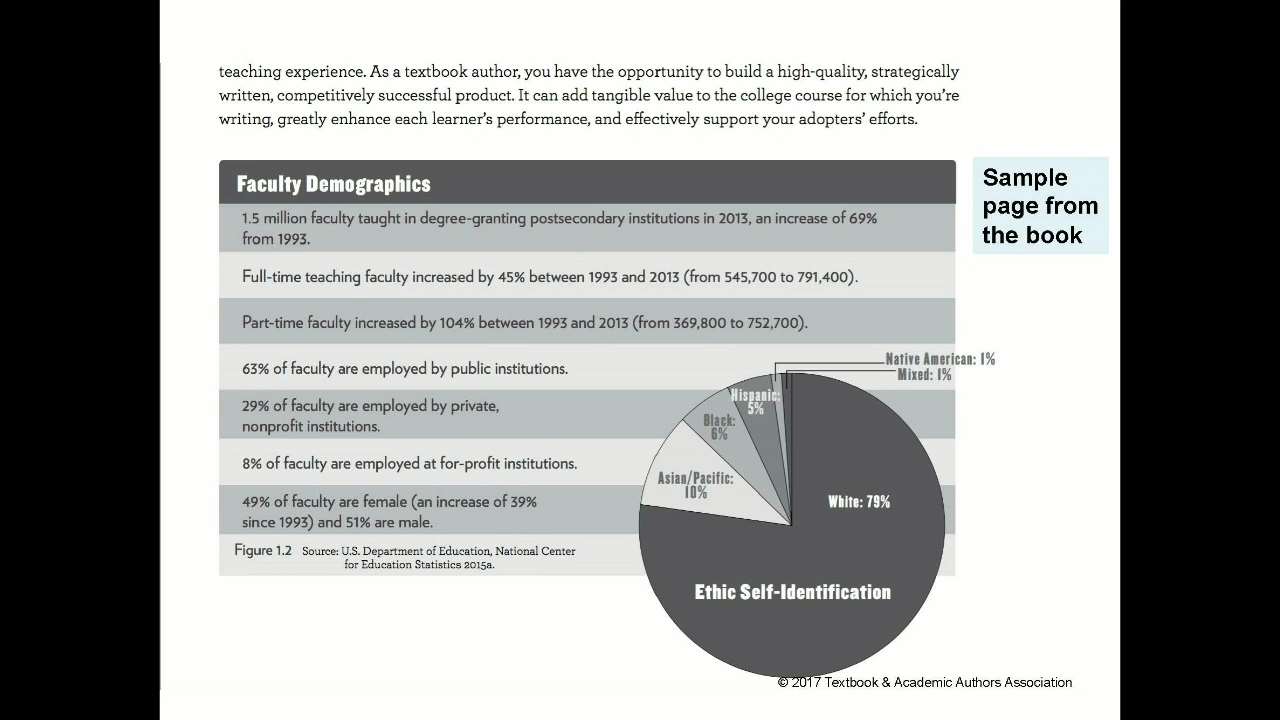 teaching experience. As a textbook author, you have the opportunity to build a high-quality, strategically
written, competitively successful product. It can add tangible value to the college course for which you're
writing, greatly enhance each learner's performance, and effectively support your adopters' efforts.
Faculty Demographics
Sample
page from
the book
1.5 million faculty taught in degree-granting postsecondary institutions in 2013, an increase of 69%
from 1993.
Full-time teaching faculty increased by 45% between 1993 and 2013 (from 545,700 to 791,400).
Part-time faculty increased by 104% between 1993 and 2013 (from 369,800 to 752,700).
63% of faculty are employed by public institutions.
29% of faculty are employed by private,
nonprofit institutions.
8% of faculty are employed at for-profit institutions.
49% of faculty are female (an increase of 39%
since 1993) and 51% are male.
Figure 1.2 Source: U.S. Department of Education, National Center
for Education Statistics 2015a.
Native American: 1%
Mixed: 1%
Hispanic:
5%
Black:
6%
Asian/Pacific:
10%
White: 79%
Ethic Self-Identification
© 2017 Textbook & Academic Authors Association